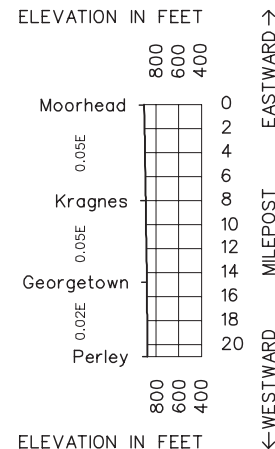 ELEVATION IN FEET
800
600
400
Moorhead
0.05E
Kragnes
0.05E
Georgetown
0.02E
Perley
0
2
4
6
8
10
12
14
16
18
20
800
600
400
ELEVATION IN FEET
←WESTWARD MILEPOST EASTWARD→